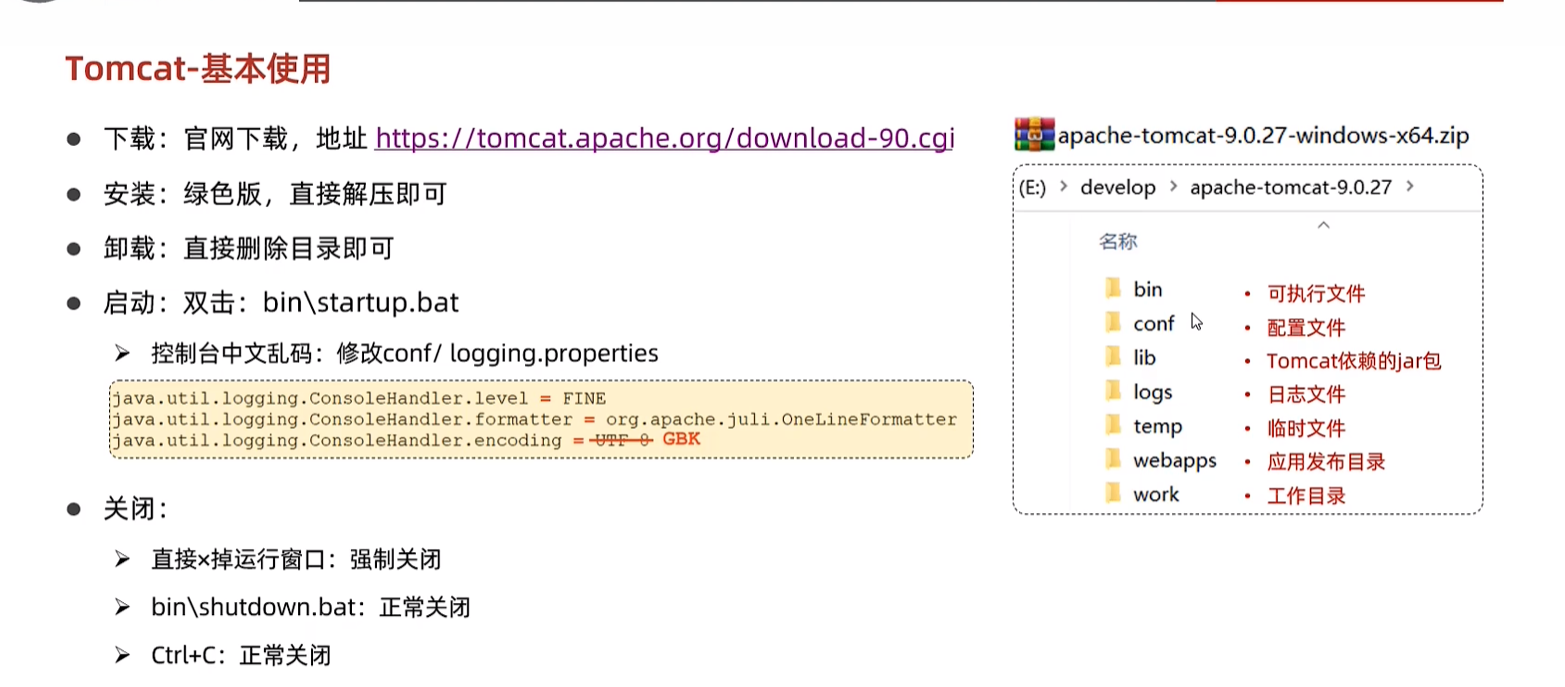 Tomcat-基本使用
下载：官网下载，地址 https://tomcat.apache.org/download-90.cgi
安装：绿色版，直接解压即可
卸载：直接删除目录即可
启动：双击：bin\startup.bat
控制台中文乱码：修改conf/ logging.properties
java.util.logging.ConsoleHandler.level = FINE
java.util.logging.ConsoleHandler.formatter = org.apache.juli.OneLineFormatter
java.util.logging.ConsoleHandler.encoding = UTF-8 GBK
关闭：
直接×掉运行窗口：强制关闭
bin\shutdown.bat：正常关闭
Ctrl+C：正常关闭
apache-tomcat-9.0.27-windows-x64.zip
(E:) > develop > apache-tomcat-9.0.27 >
名称
bin • 可执行文件
conf • 配置文件
lib • Tomcat依赖的jar包
logs • 日志文件
temp • 临时文件
webapps • 应用发布目录
work • 工作目录